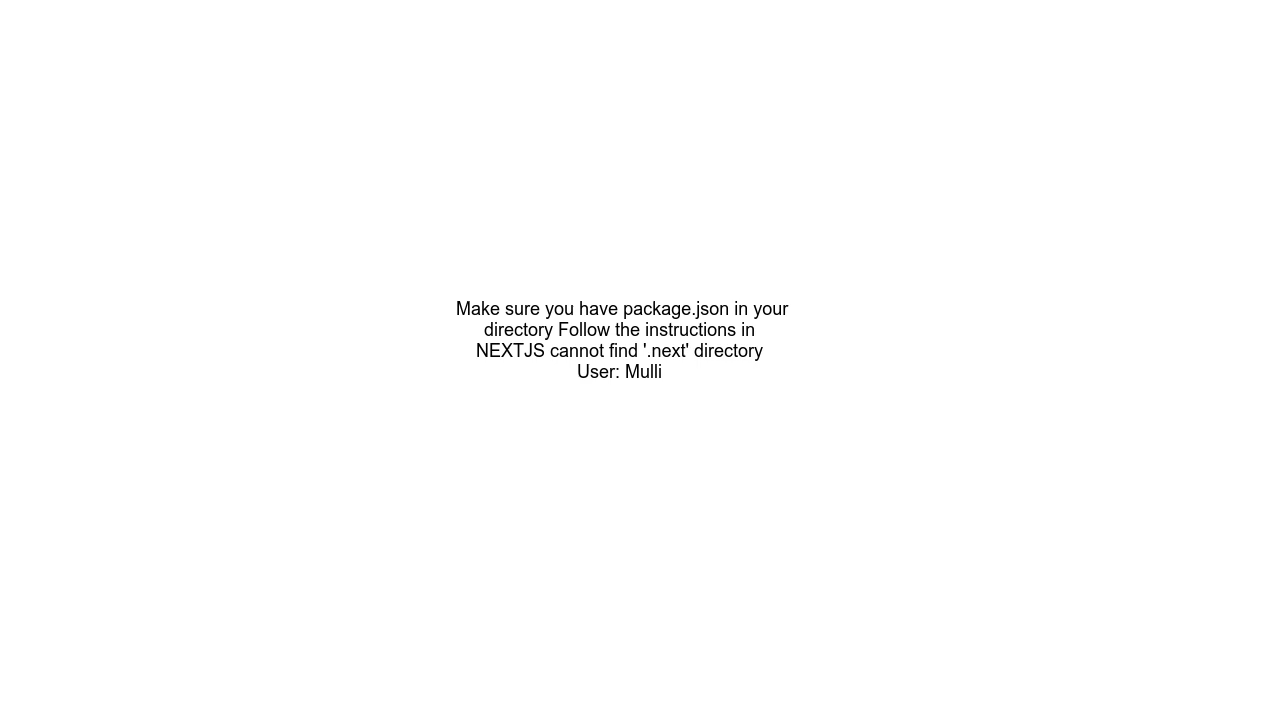 Make sure you have package.json in your
directory Follow the instructions in
NEXTJS cannot find '.next' directory
User: Mulli